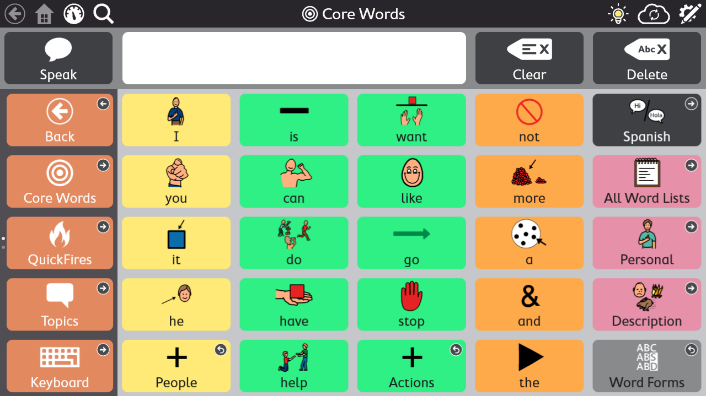 Core Words
Speak
Clear
Abc X
Delete
Back
I
is
want
not
Hi
Hola
Spanish
Core Words
you
can
like
more
All Word Lists
QuickFires
it
do
go
a
Personal
Topics
he
have
stop
&
and
Description
Keyboard
People
help
Actions
the
ABC
ABS
ABD
Word Forms